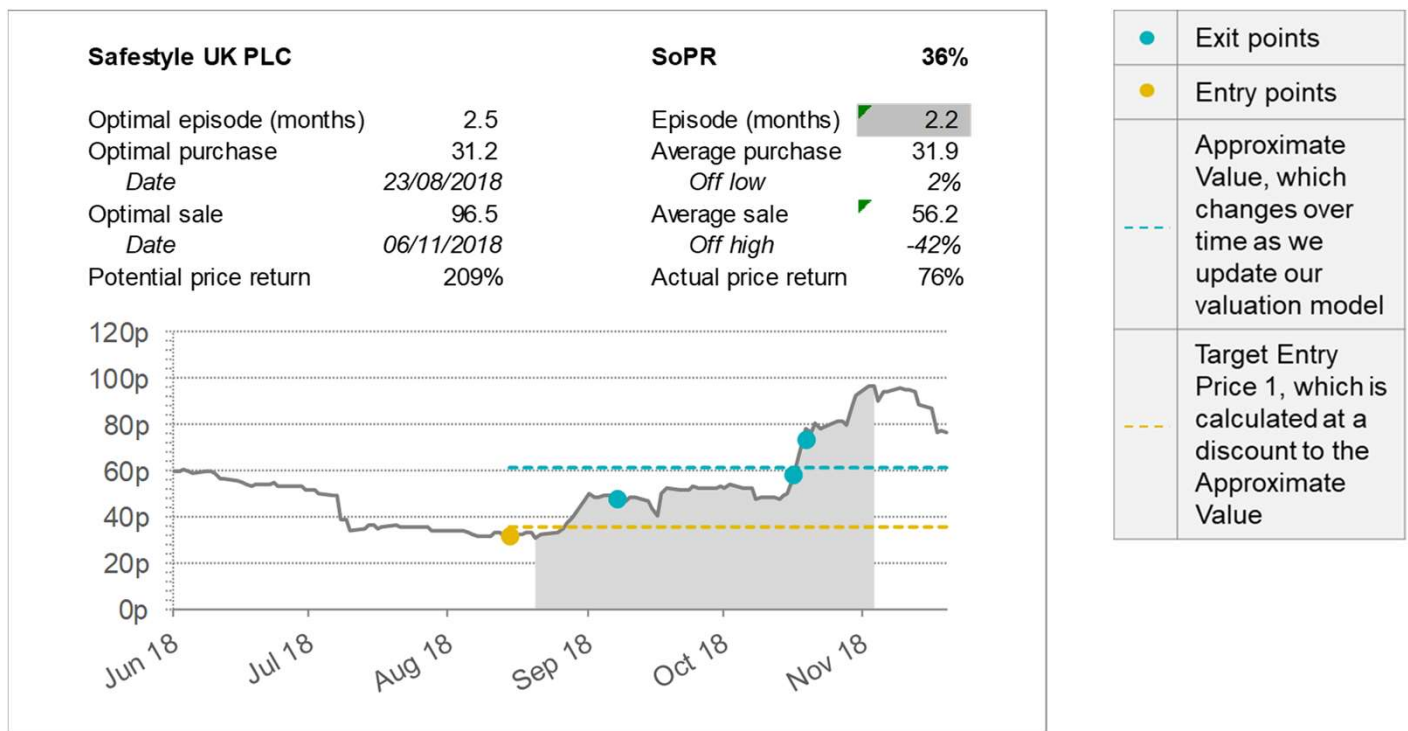 Safestyle UK PLC SoPR 36%
Optimal episode (months) 2.5 Episode (months) 2.2
Optimal purchase 31.2 Average purchase 31.9
Date 23/08/2018 Off low 2%
Optimal sale 96.5 Average sale 56.2
Date 06/11/2018 Off high -42%
Potential price return 209% Actual price return 76%
120p
100p
80p
60p
40p
20p
0p
Jun 18 Jul 18 Aug 18 Sep 18 Oct 18 Nov 18
Exit points
Entry points
Approximate
Value, which
changes over
time as we
update our
valuation model
Target Entry
Price 1, which is
calculated at a
discount to the
Approximate
Value